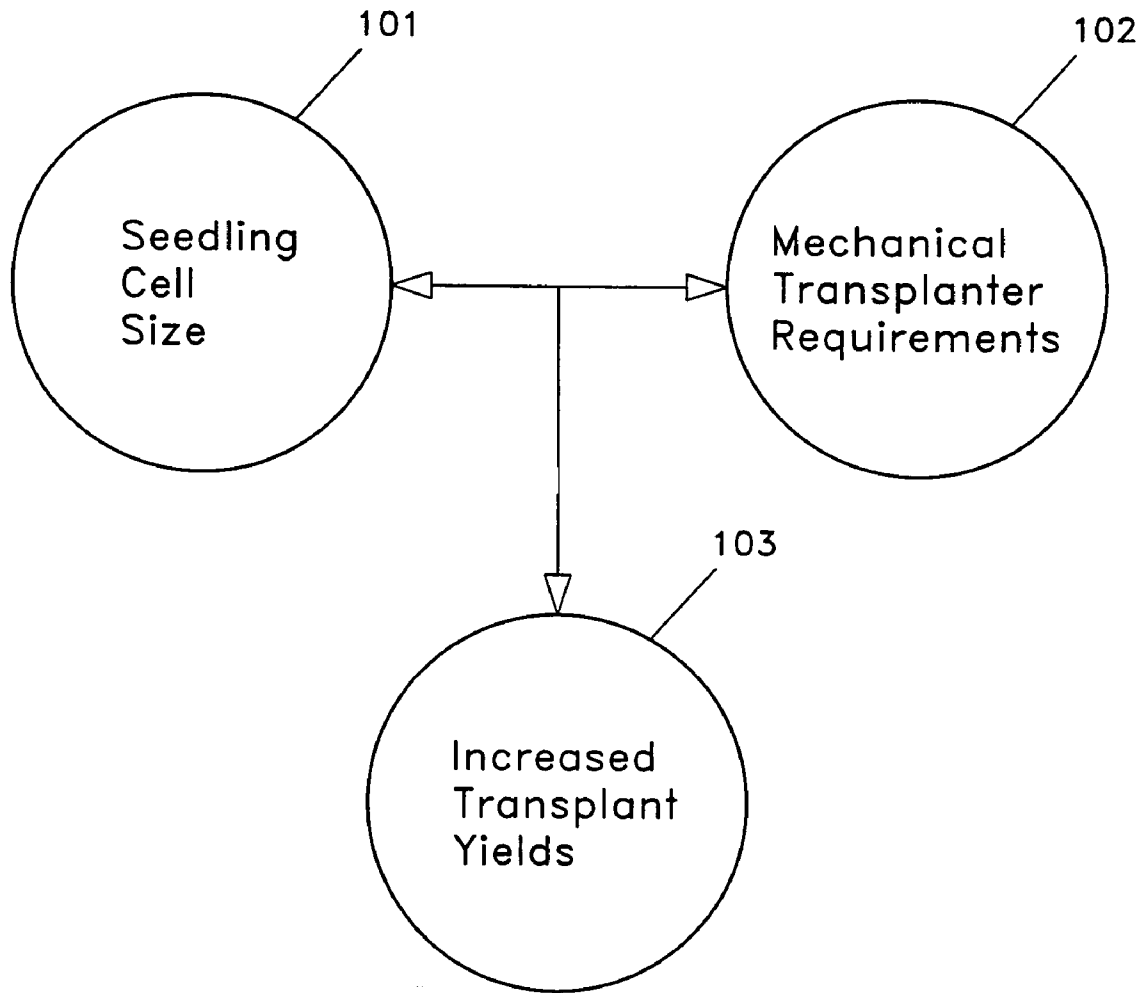 101
102
Seedling
Cell
Size
Mechanical
Transplanter
Requirements
103
Increased
Transplant
Yields